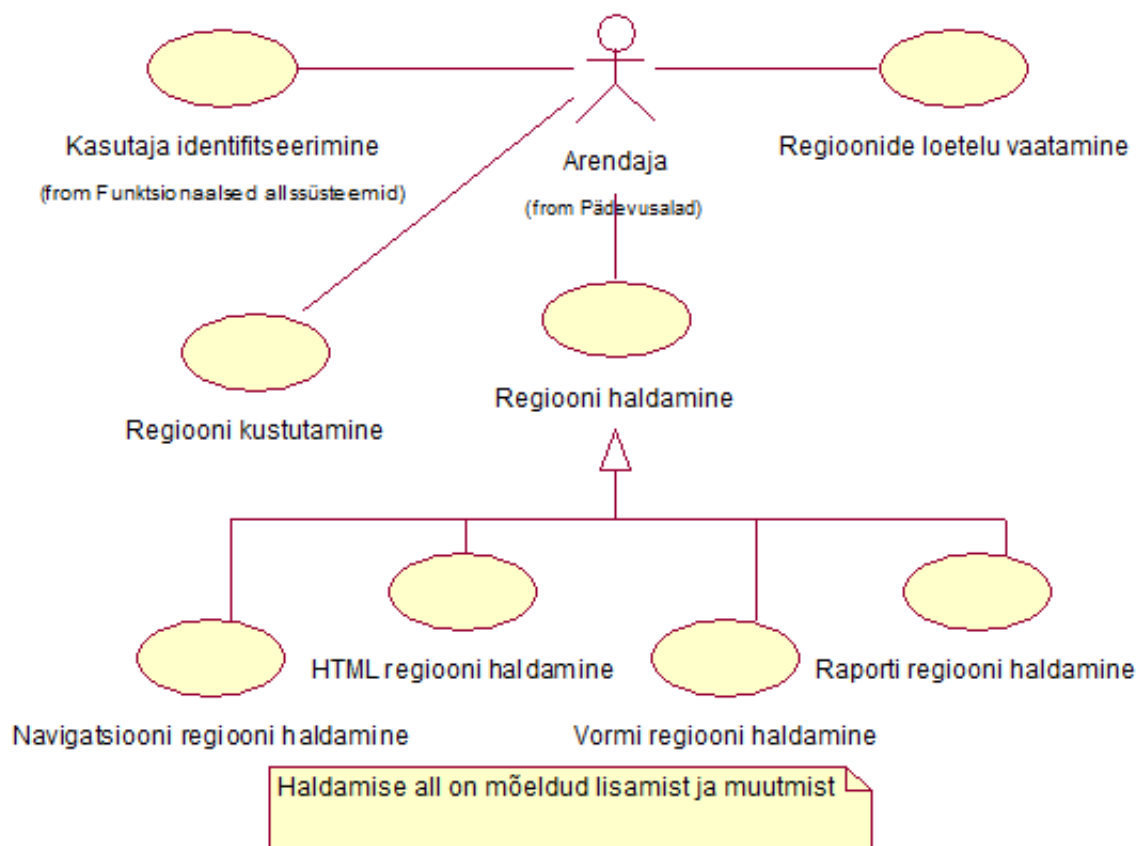 Kasutaja identifitseerimine
(from Funktsionaalsed allssüsteemid)
Arendaja
(from Pädevusalad)
Regioonide loetelu vaatamine
Regiooni kustutamine
Regiooni haldamine
Navigatsiooni regiooni haldamine
HTML regiooni haldamine
Vormi regiooni haldamine
Raporti regiooni haldamine
Haldamise all on mõeldud lisamist ja muutmist